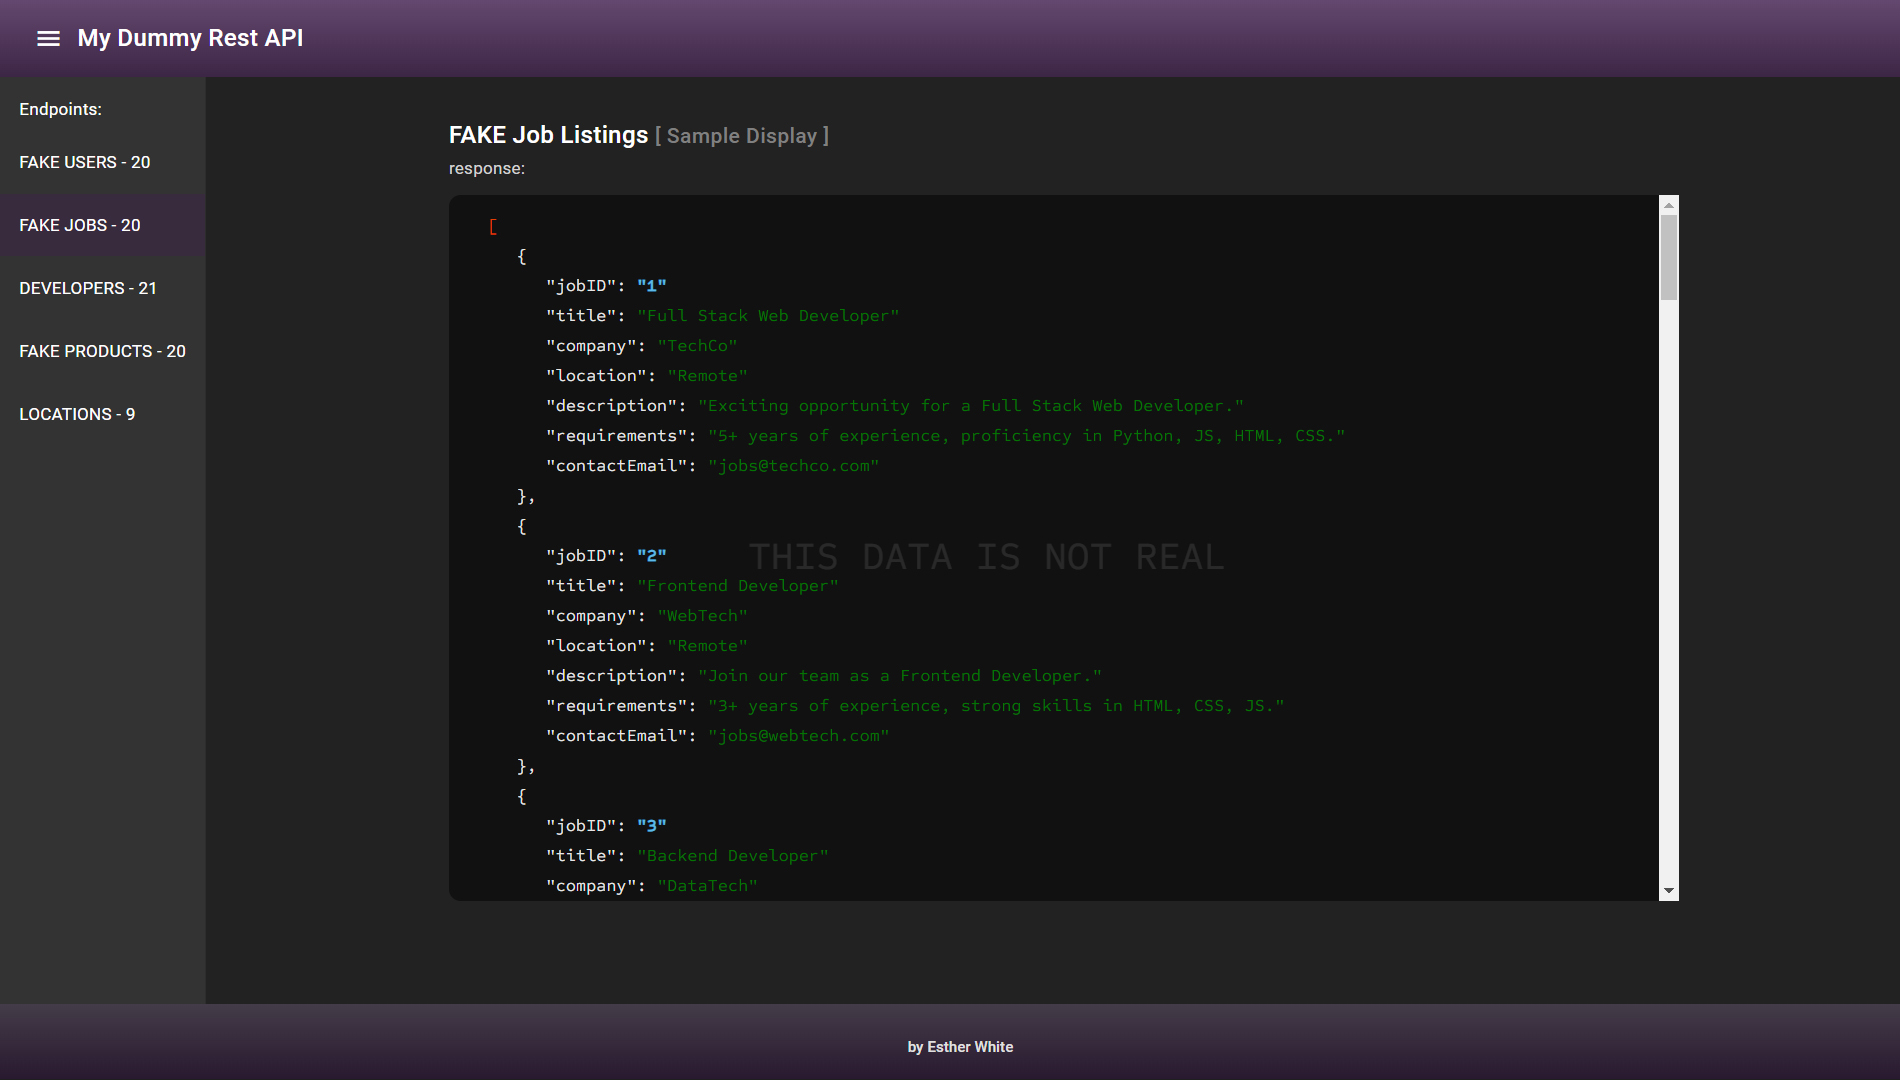 My Dummy Rest API
Endpoints:
FAKE USERS - 20
FAKE JOBS - 20
DEVELOPERS - 21
FAKE PRODUCTS - 20
LOCATIONS - 9
FAKE Job Listings [ Sample Display ]
response:
[
{
"jobID": "1"
"title": "Full Stack Web Developer"
"company": "TechCo"
"location": "Remote"
"description": "Exciting opportunity for a Full Stack Web Developer."
"requirements": "5+ years of experience, proficiency in Python, JS, HTML, CSS."
"contactEmail": "jobs@techco.com"
},
{
"jobID": "2"
THIS DATA IS NOT REAL
"title": "Frontend Developer"
"company": "WebTech"
"location": "Remote"
"description": "Join our team as a Frontend Developer."
"requirements": "3+ years of experience, strong skills in HTML, CSS, JS."
"contactEmail": "jobs@webtech.com"
},
{
"jobID": "3"
"title": "Backend Developer"
"company": "DataTech"
by Esther White